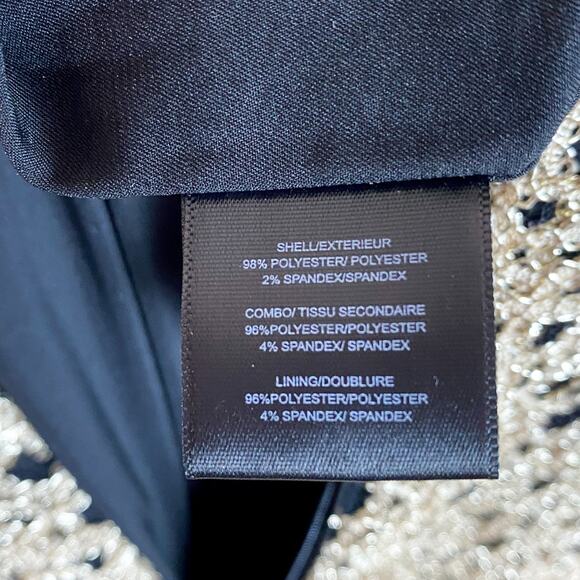 SHELL/EXTERIEUR
98% POLYESTER/ POLYESTER
2% SPANDEX/SPANDEX
COMBO/ TISSU SECONDAIRE
96%POLYESTER/POLYESTER
4% SPANDEX/ SPANDEX
LINING/DOUBLURE
96%POLYESTER/POLYESTER
4% SPANDEX/ SPANDEX